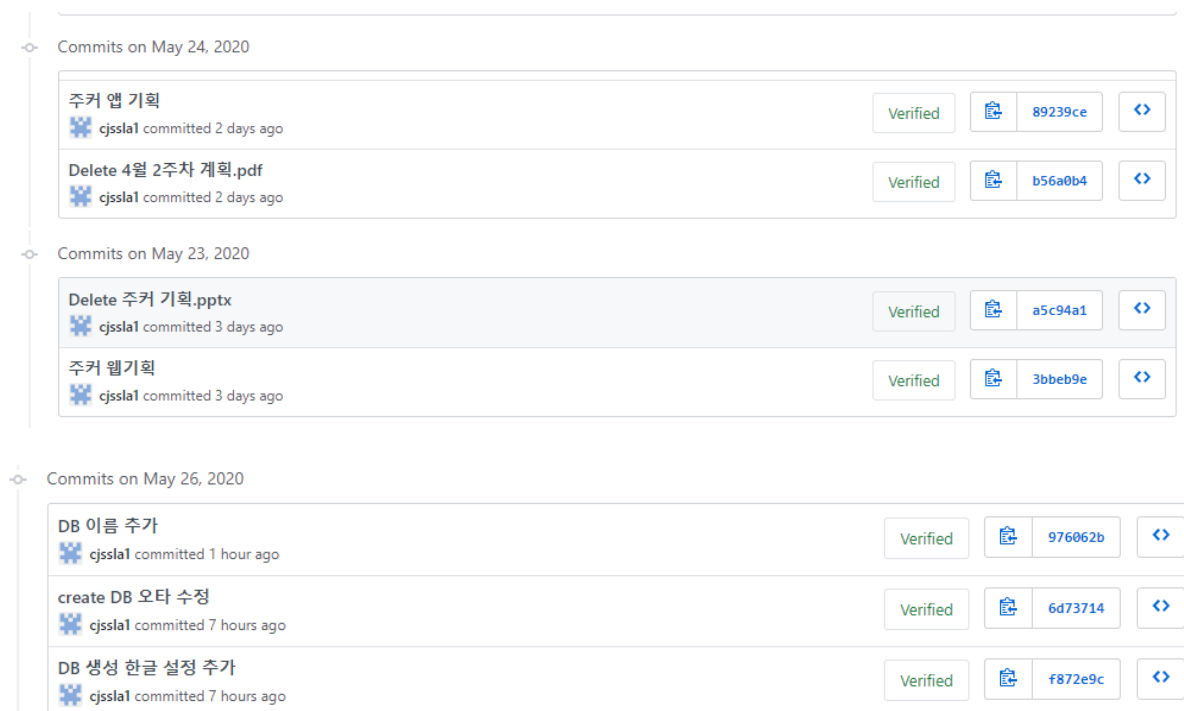 Commits on May 24, 2020
주커 앱 기획
cjssla1 committed 2 days ago
Verified
89239ce
Delete 4월 2주차 계획.pdf
cjssla1 committed 2 days ago
Verified
b56a0b4
Commits on May 23, 2020
Delete 주커 기획.pptx
cjssla1 committed 3 days ago
Verified
a5c94a1
주커 웹기획
cjssla1 committed 3 days ago
Verified
3bbeb9e
Commits on May 26, 2020
DB 이름 추가
cjssla1 committed 1 hour ago
Verified
976062b
create DB 오타 수정
cjssla1 committed 7 hours ago
Verified
6d73714
DB 생성 한글 설정 추가
cjssla1 committed 7 hours ago
Verified
f872e9c